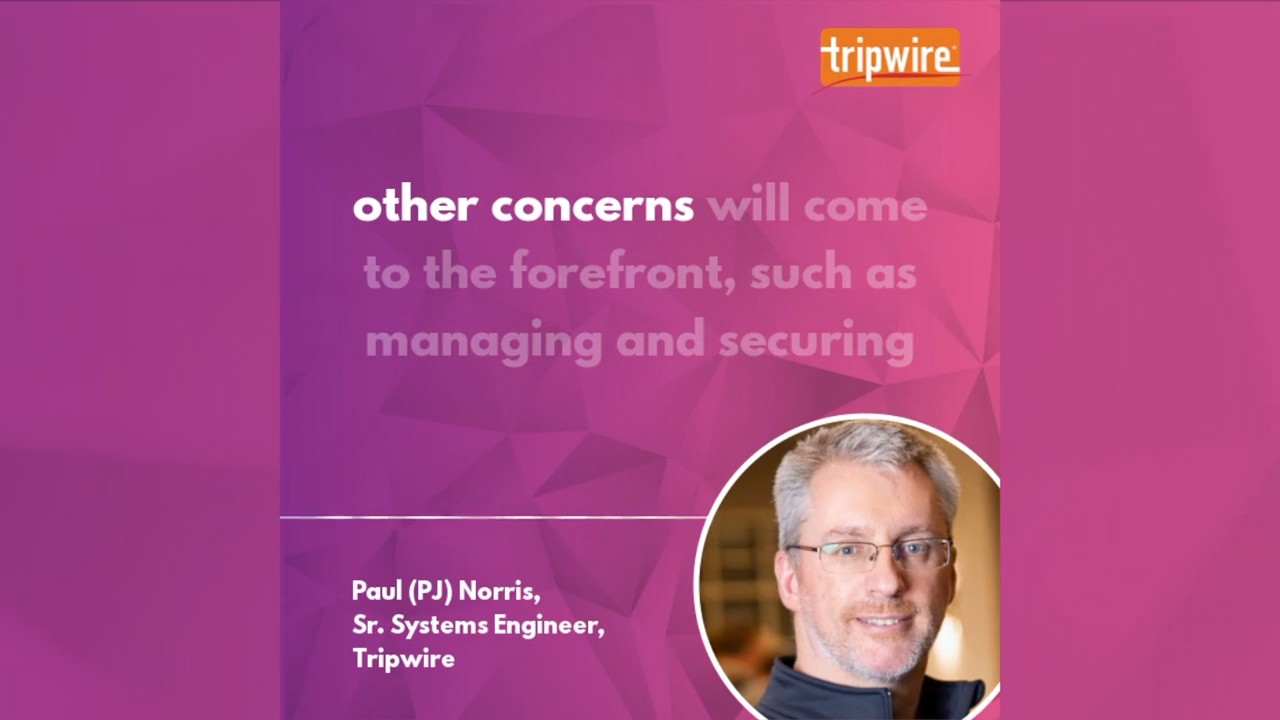 tripwire
other concerns will come
to the forefront, such as
managing and securing
Paul (PJ) Norris,
Sr. Systems Engineer,
Tripwire